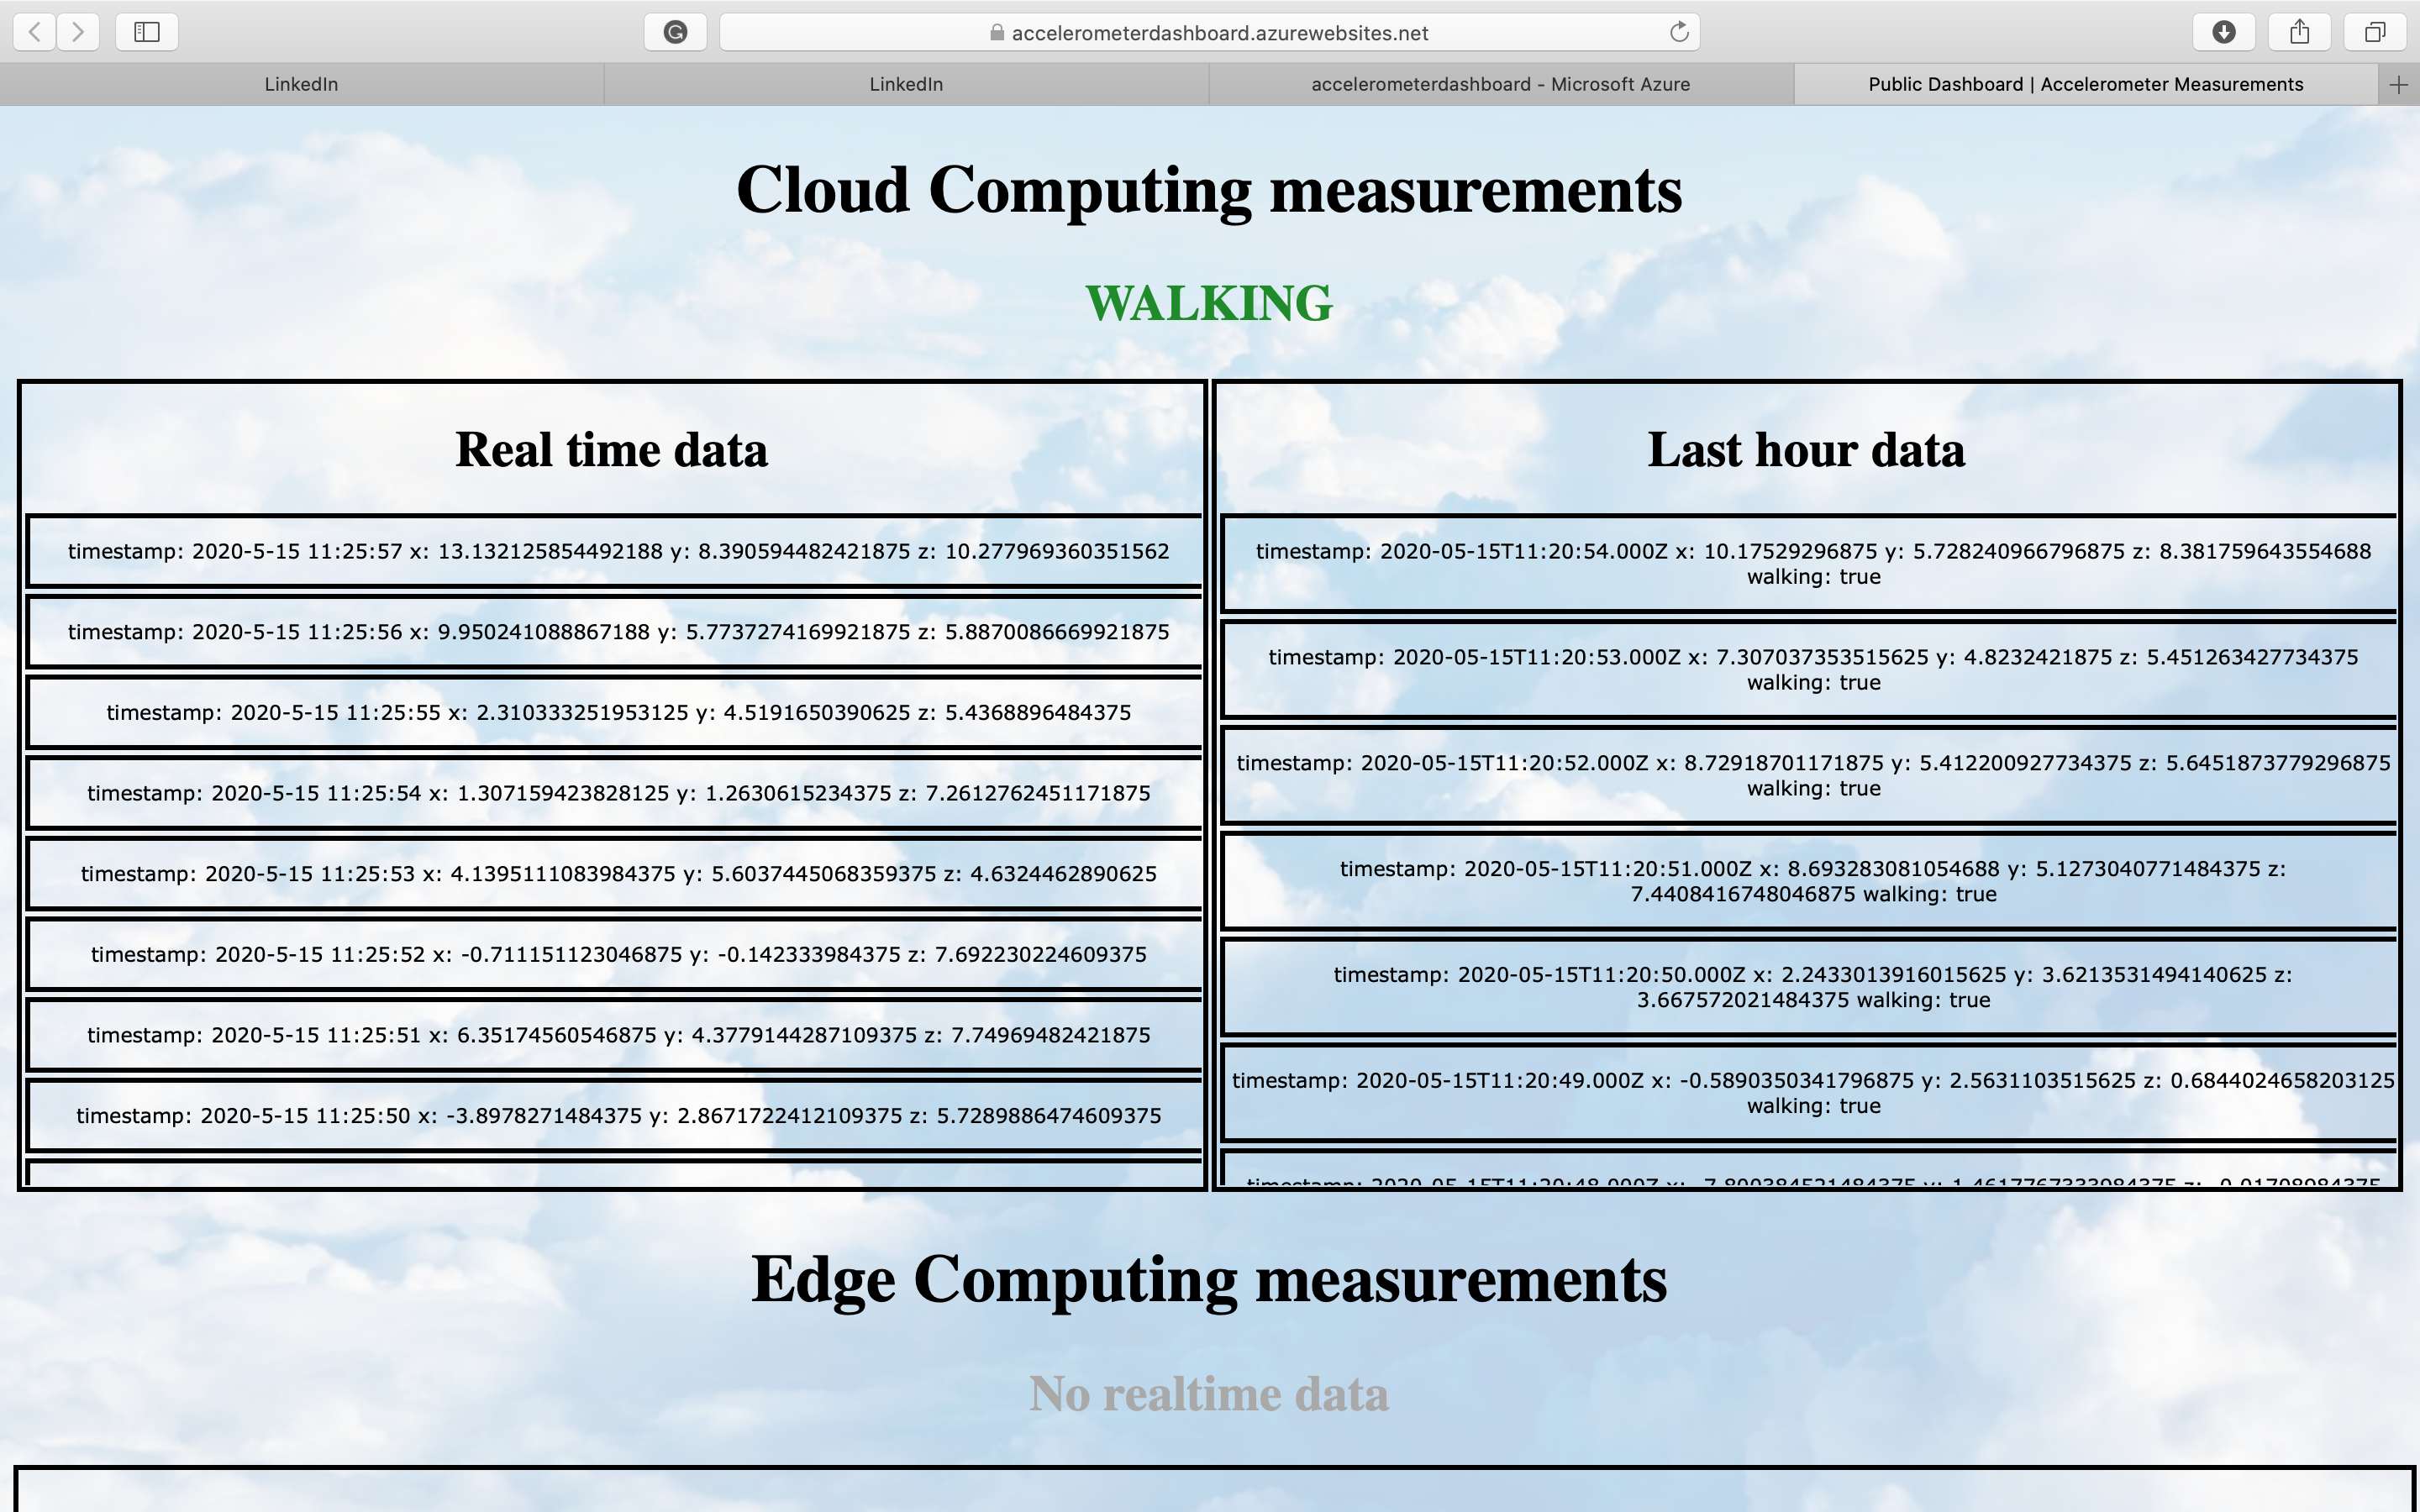 accelerometerdashboard.azurewebsites.net
LinkedIn
LinkedIn
accelerometerdashboard - Microsoft Azure
Public Dashboard | Accelerometer Measurements
Cloud Computing measurements
WALKING
Real time data
timestamp: 2020-5-15 11:25:57 x: 13.132125854492188 y: 8.390594482421875 z: 10.277969360351562
timestamp: 2020-5-15 11:25:56 x: 9.950241088867188 y: 5.7737274169921875 z: 5.8870086669921875
timestamp: 2020-5-15 11:25:55 x: 2.310333251953125 y: 4.5191650390625 z: 5.4368896484375
timestamp: 2020-5-15 11:25:54 x: 1.307159423828125 y: 1.2630615234375 z: 7.2612762451171875
timestamp: 2020-5-15 11:25:53 x: 4.1395111083984375 y: 5.6037445068359375 z: 4.6324462890625
timestamp: 2020-5-15 11:25:52 x: -0.711151123046875 y: -0.142333984375 z: 7.692230224609375
timestamp: 2020-5-15 11:25:51 x: 6.35174560546875 y: 4.3779144287109375 z: 7.74969482421875
timestamp: 2020-5-15 11:25:50 x: -3.8978271484375 y: 2.8671722412109375 z: 5.7289886474609375
Last hour data
timestamp: 2020-05-15T11:20:54.000Z x: 10.17529296875 y: 5.728240966796875 z: 8.381759643554688
walking: true
timestamp: 2020-05-15T11:20:53.000Z x: 7.307037353515625 y: 4.8232421875 z: 5.451263427734375
walking: true
timestamp: 2020-05-15T11:20:52.000Z x: 8.72918701171875 y: 5.412200927734375 z: 5.6451873779296875
walking: true
timestamp: 2020-05-15T11:20:51.000Z x: 8.693283081054688 y: 5.1273040771484375 z:
7.4408416748046875 walking: true
timestamp: 2020-05-15T11:20:50.000Z x: 2.2433013916015625 y: 3.6213531494140625 z:
3.667572021484375 walking: true
timestamp: 2020-05-15T11:20:49.000Z x: -0.5890350341796875 y: 2.5631103515625 z: 0.6844024658203125
walking: true
Edge Computing measurements
No realtime data